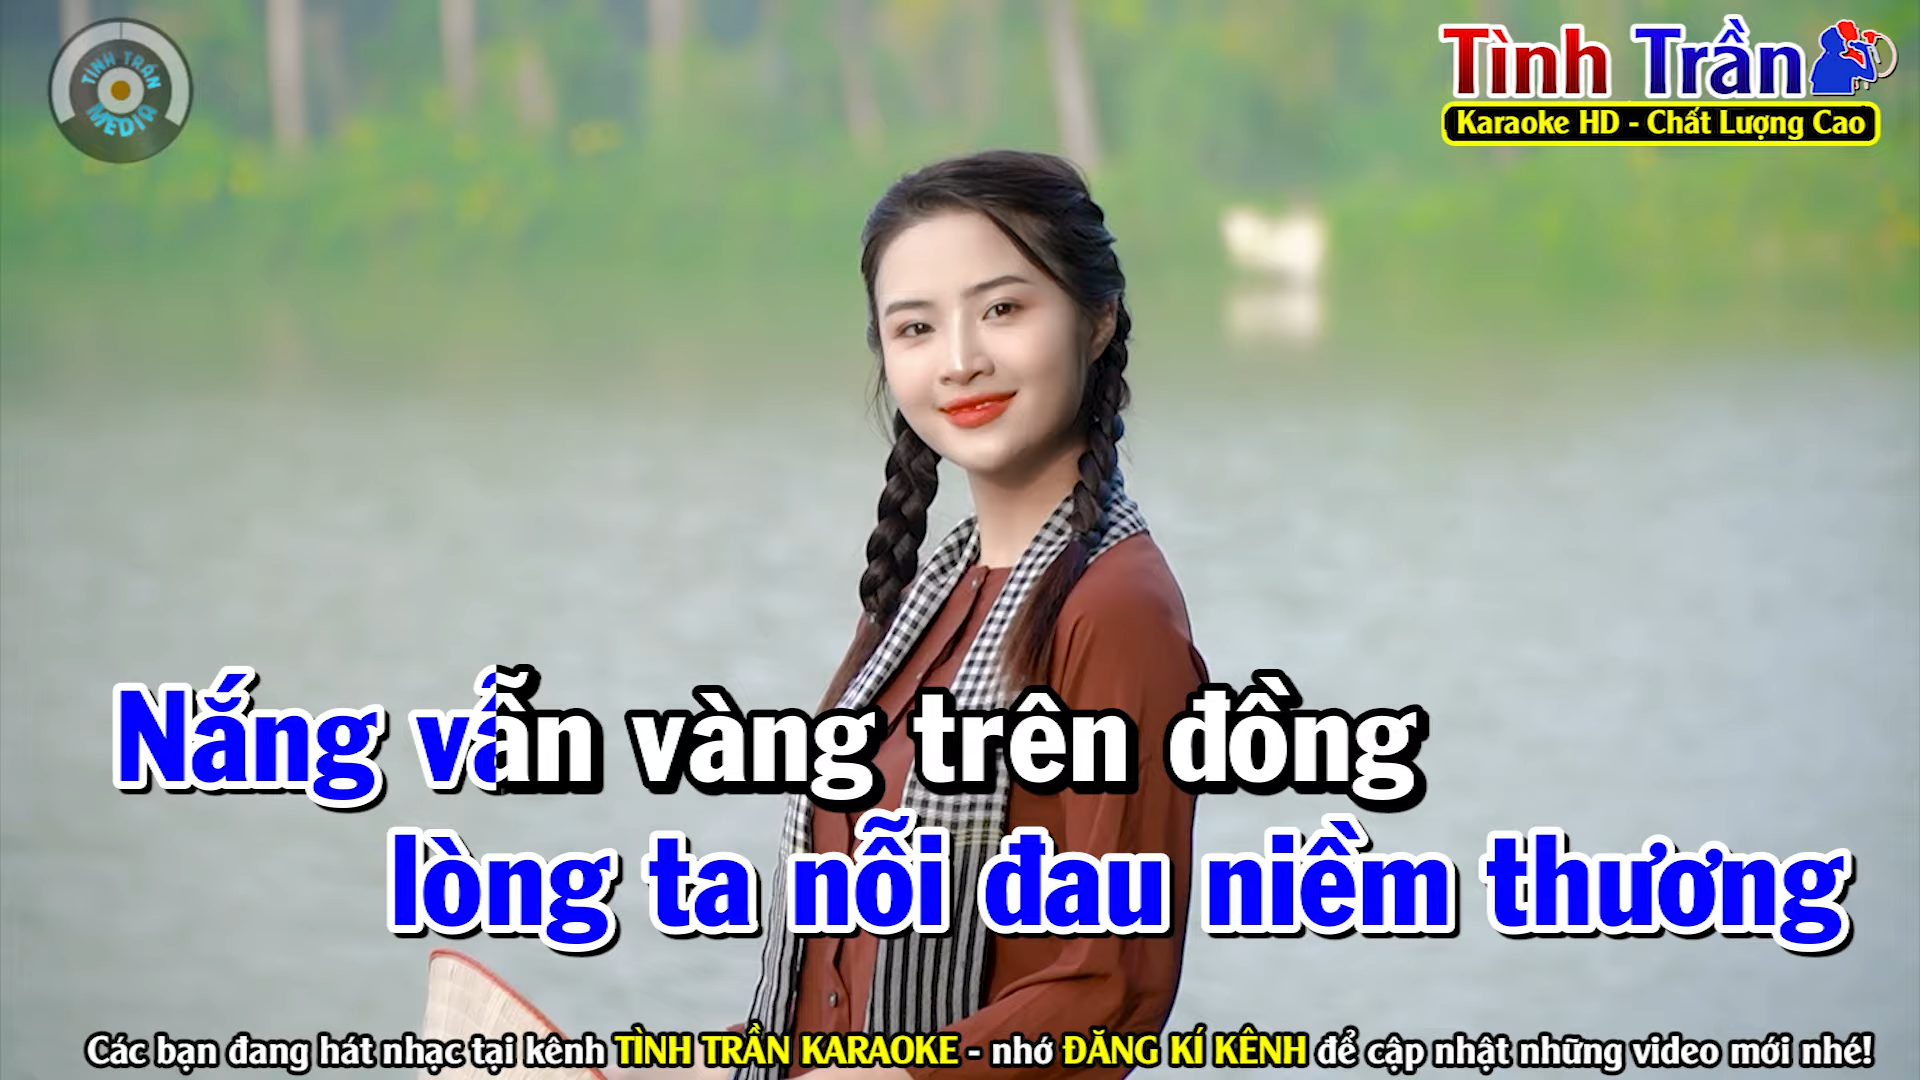 TÌNH TRẦN
MEDIA
Tình Trần
Karaoke HD - Chất Lượng Cao
Nắng vẫn vàng trên đồng
lòng ta nỗi đau niềm thương
Các bạn đang hát nhạc tại kênh TÌNH TRẦN KARAOKE - nhớ ĐĂNG KÍ KÊNH để cập nhật những video mới nhé!